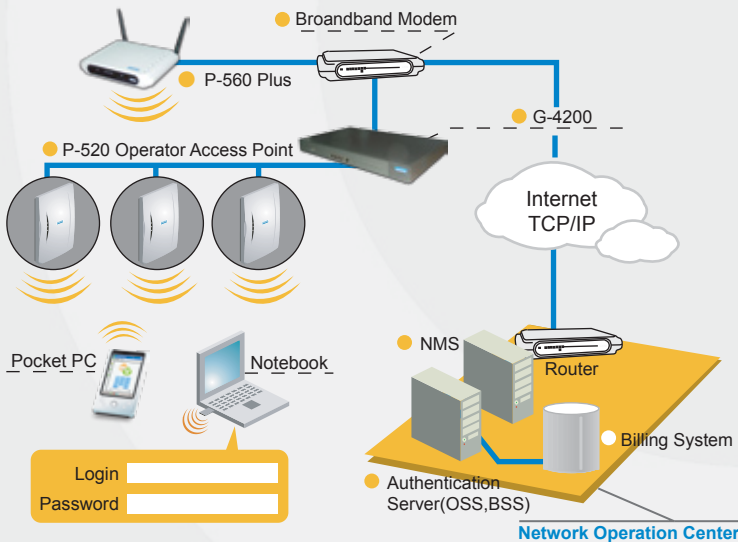 Broandband Modem
P-560 Plus
G-4200
P-520 Operator Access Point
Internet
TCP/IP
NMS
Router
Pocket PC
Notebook
Billing System
Login
Password
Authentication
Server(OSS,BSS)
Network Operation Center